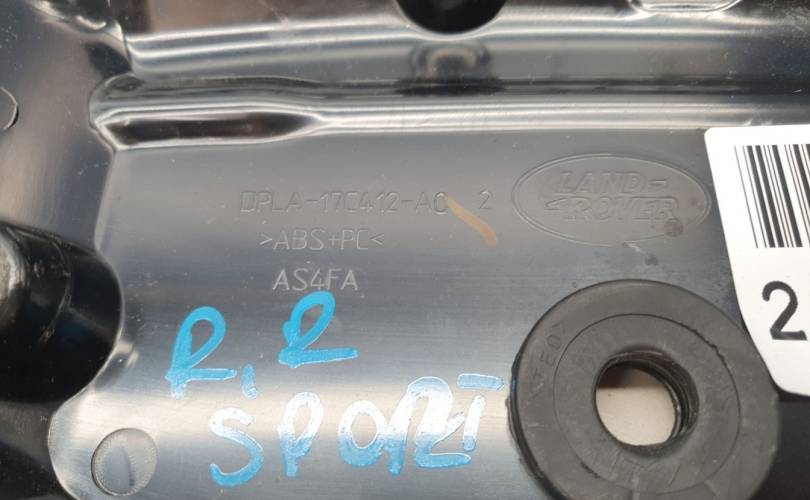 DPLA-17C412-AC 2
LAND-
ROVER
>ABS+PC<
AS4FA
R.R
SPORT
2